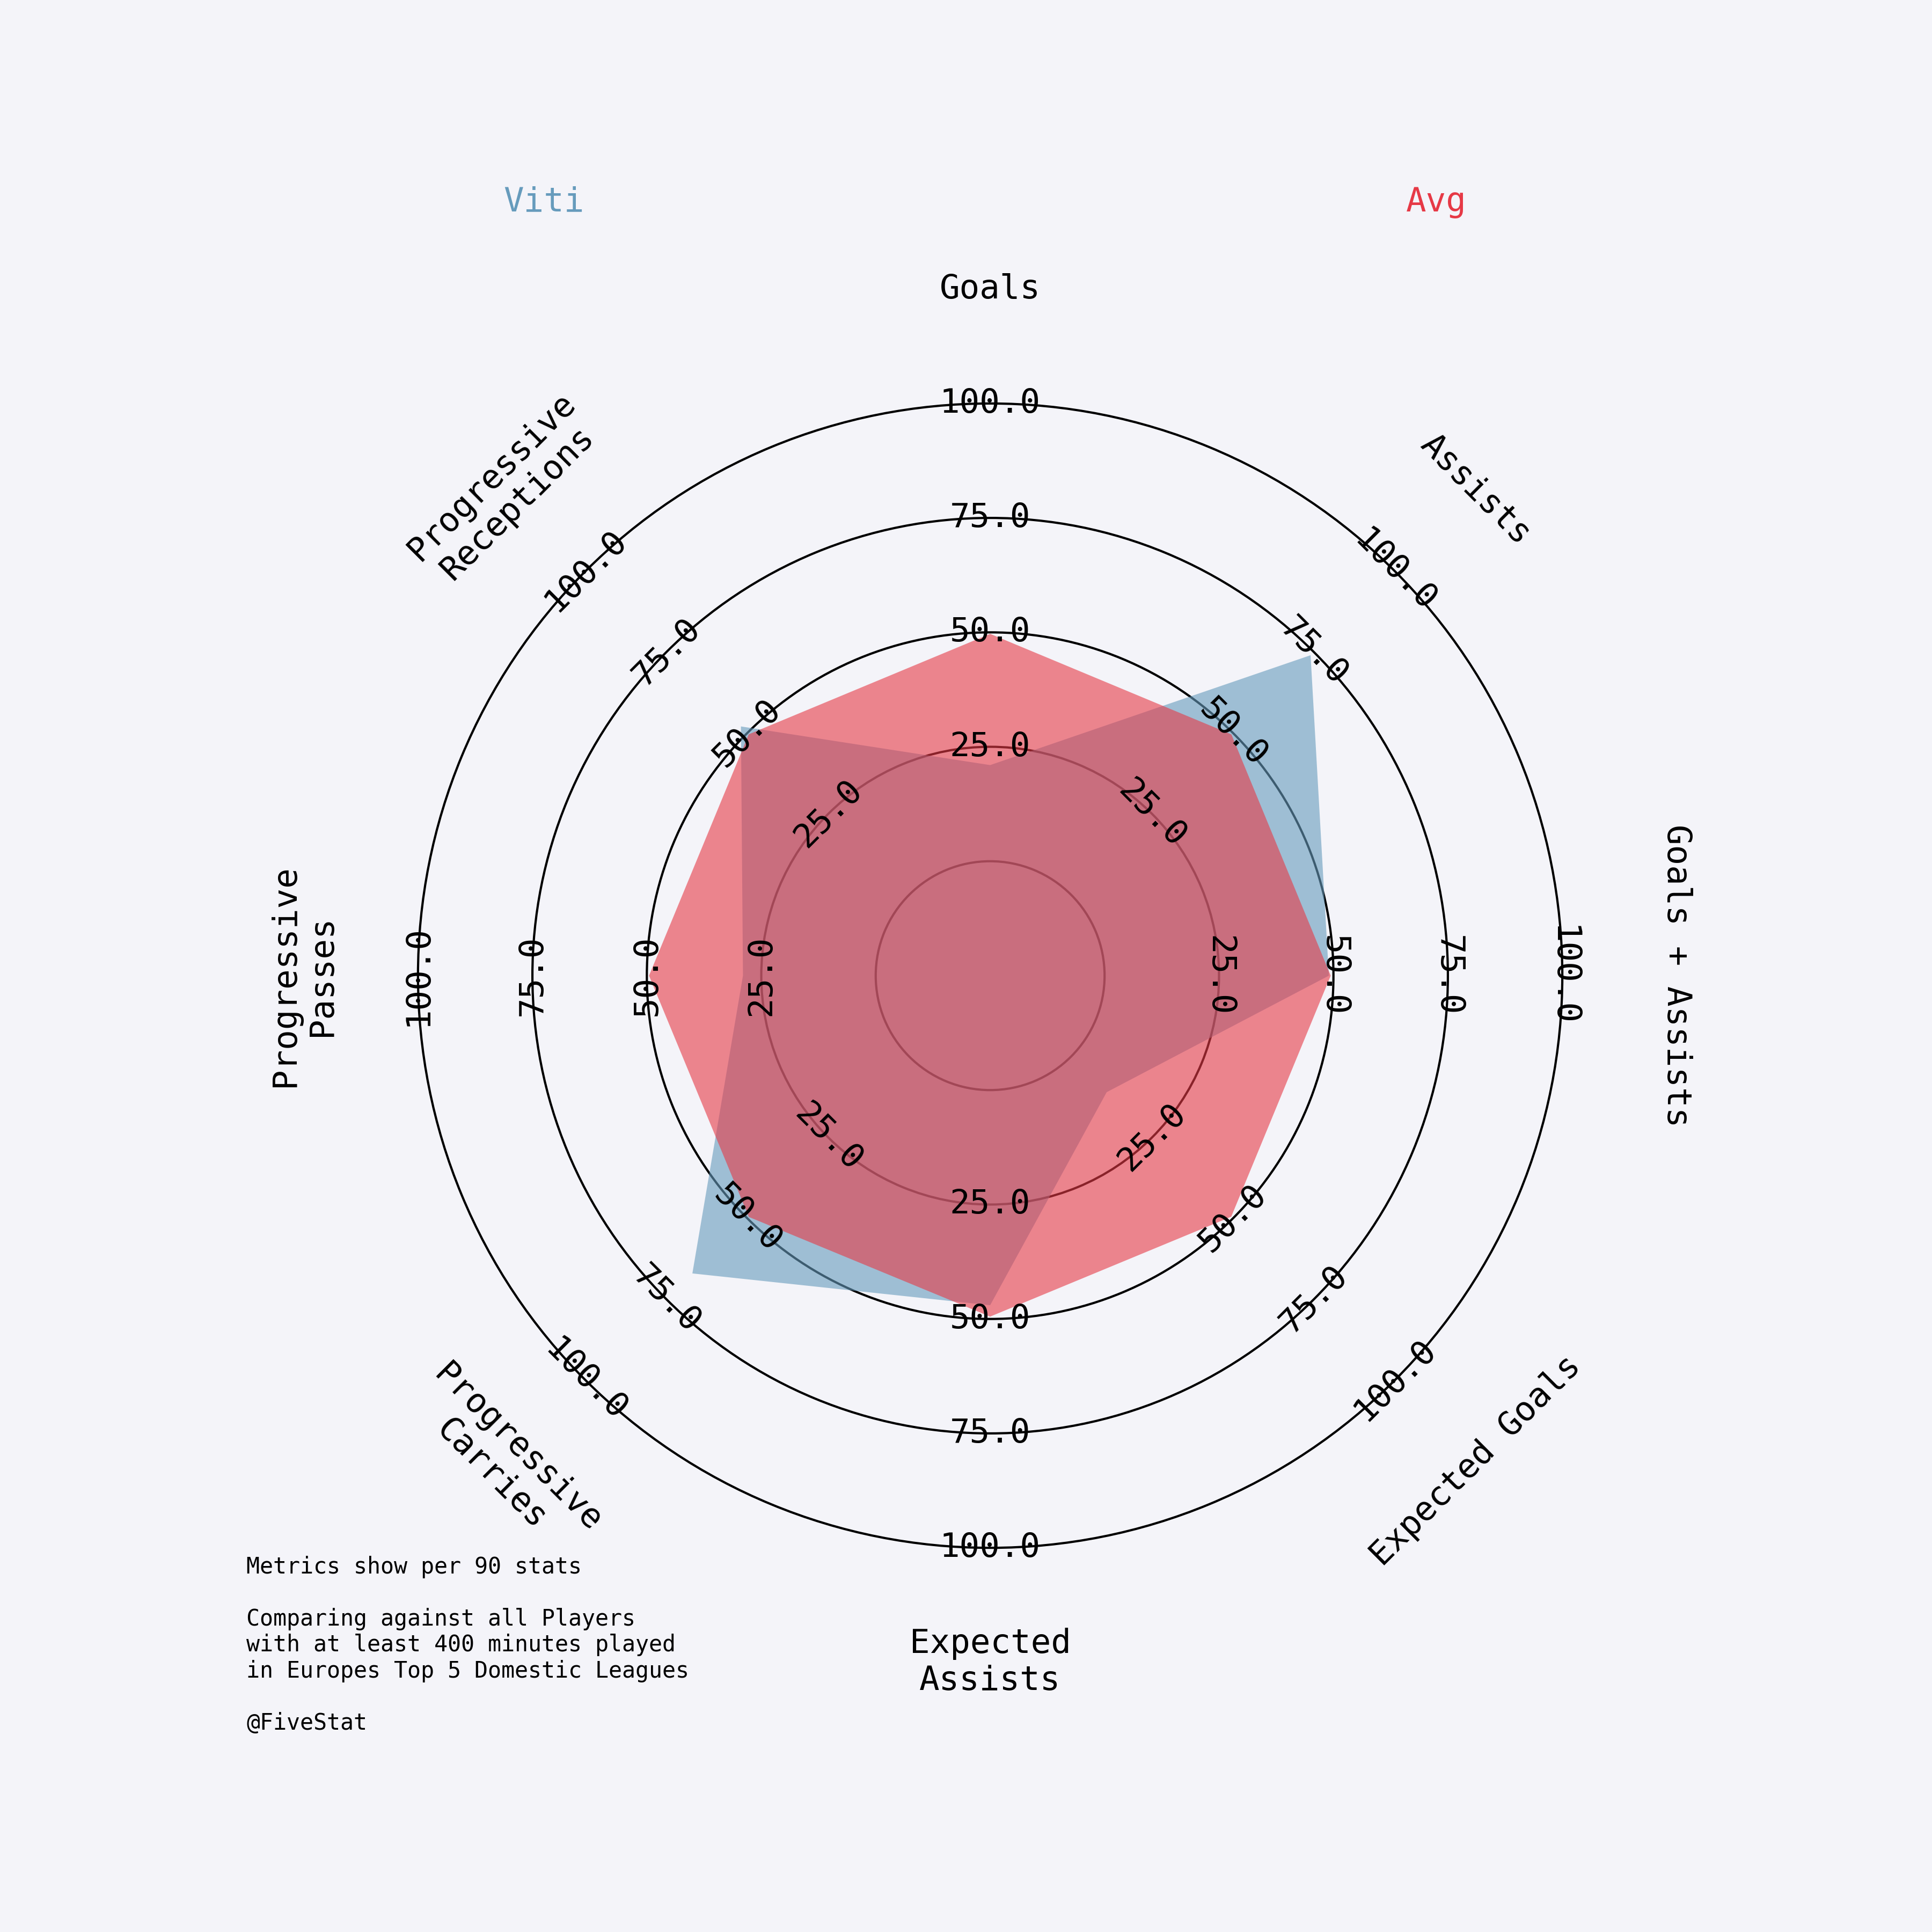 Viti
Avg
Goals
Assists
Goals + Assists
Expected Goals
Expected
Assists
Progressive
Carries
Progressive
Passes
Progressive
Receptions
100.0
75.0
50.0
25.0
100.0
75.0
50.0
25.0
100.0
75.0
50.0
25.0
100.0
75.0
50.0
25.0
100.0
75.0
50.0
25.0
100.0
75.0
50.0
25.0
100.0
75.0
50.0
25.0
100.0
75.0
50.0
25.0
Metrics show per 90 stats
Comparing against all Players
with at least 400 minutes played
in Europes Top 5 Domestic Leagues
@FiveStat